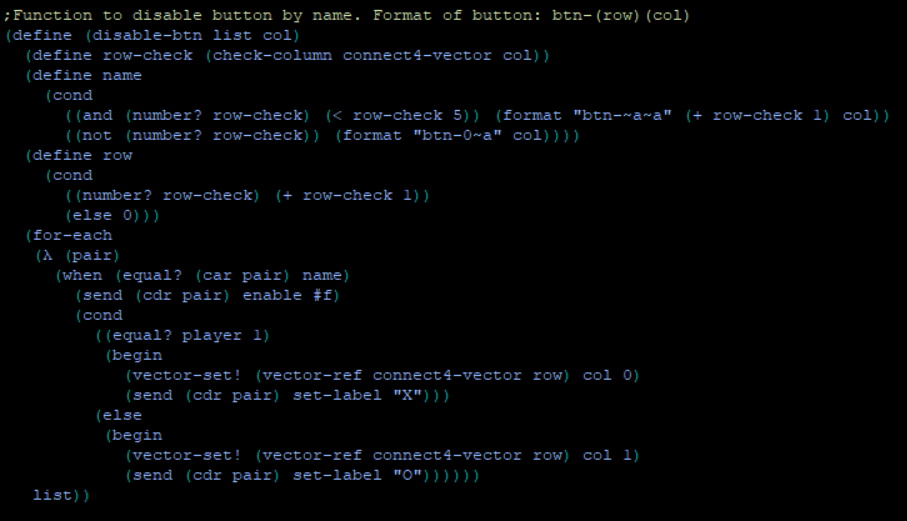 ;Function to disable button by name. Format of button: btn-(row)(col)
(define (disable-btn list col)
  (define row-check (check-column connect4-vector col))
  (define name
    (cond
      ((and (number? row-check) (< row-check 5)) (format "btn-~a~a" (+ row-check 1) col))
      ((not (number? row-check)) (format "btn-0~a" col))))
  (define row
    (cond
      ((number? row-check) (+ row-check 1))
      (else 0)))
  (for-each
   (λ (pair)
     (when (equal? (car pair) name)
       (send (cdr pair) enable #f)
       (cond
         ((equal? player 1)
          (begin
            (vector-set! (vector-ref connect4-vector row) col 0)
            (send (cdr pair) set-label "X")))
         (else
          (begin
            (vector-set! (vector-ref connect4-vector row) col 1)
            (send (cdr pair) set-label "O"))))))
   list))